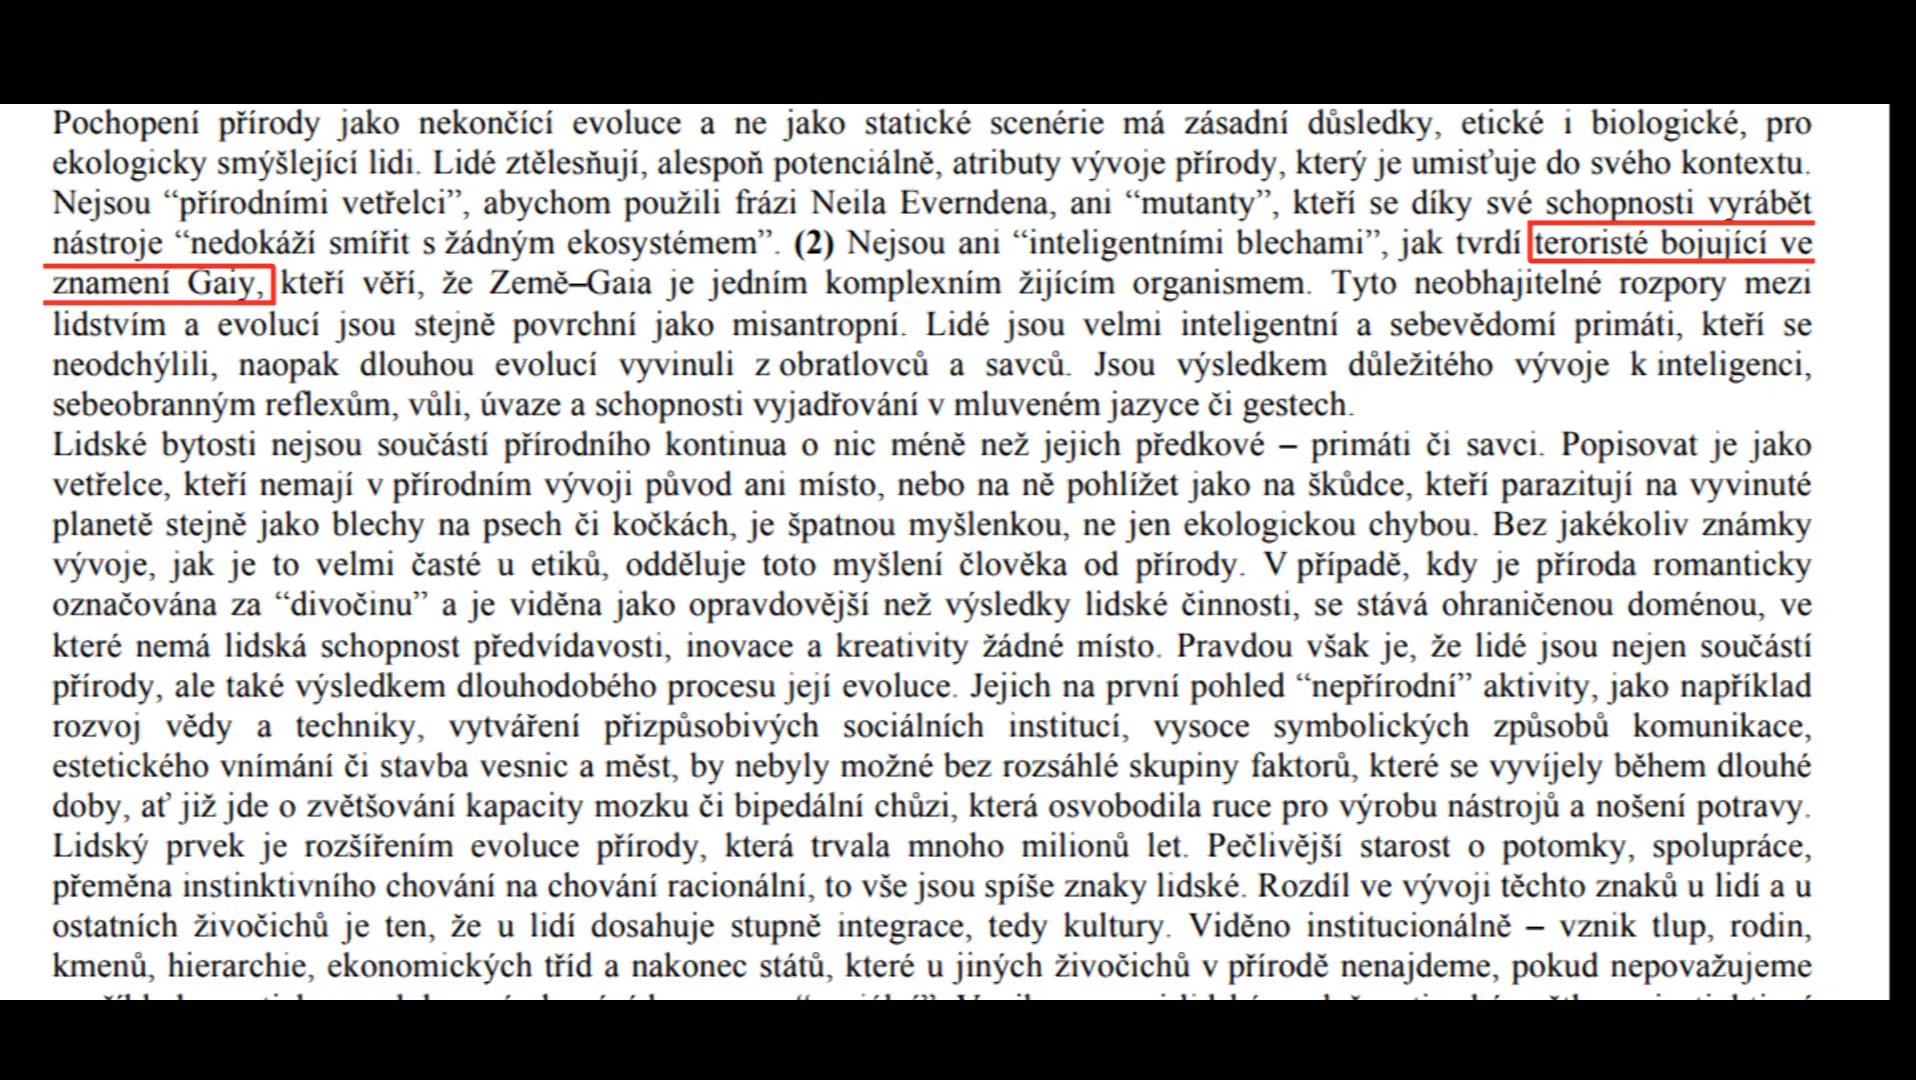 Pochopení přírody jako nekončící evoluce a ne jako statické scenérie má zásadní důsledky, etické i biologické, pro
ekologicky smýšlející lidi. Lidé ztělesňují, alespoň potenciálně, atributy vývoje přírody, který je umisťuje do svého kontextu.
Nejsou “přírodními vetřelci”, abychom použili frázi Neila Everndena, ani “mutanty”, kteří se díky své schopnosti vyrábět
nástroje “nedokáží smířit s žádným ekosystémem”. (2) Nejsou ani “inteligentními blechami”, jak tvrdí teroristé bojující ve
znamení Gaiy, kteří věří, že Země–Gaia je jedním komplexním žijícím organismem. Tyto neobhajitelné rozpory mezi
lidstvím a evolucí jsou stejně povrchní jako misantropní. Lidé jsou velmi inteligentní a sebevědomí primáti, kteří se
neodchýlili, naopak dlouhou evolucí vyvinuli z obratlovců a savců. Jsou výsledkem důležitého vývoje k inteligenci,
sebeobranným reflexům, vůli, úvaze a schopnosti vyjadřování v mluveném jazyce či gestech.
Lidské bytosti nejsou součástí přírodního kontinua o nic méně než jejich předkové – primáti či savci. Popisovat je jako
vetřelce, kteří nemají v přírodním vývoji původ ani místo, nebo na ně pohlížet jako na škůdce, kteří parazitují na vyvinuté
planetě stejně jako blechy na psech či kočkách, je špatnou myšlenkou, ne jen ekologickou chybou. Bez jakékoliv známky
vývoje, jak je to velmi časté u etiků, odděluje toto myšlení člověka od přírody. V případě, kdy je příroda romanticky
označována za “divočinu” a je viděna jako opravdovější než výsledky lidské činnosti, se stává ohraničenou doménou, ve
které nemá lidská schopnost předvídavosti, inovace a kreativity žádné místo. Pravdou však je, že lidé jsou nejen součástí
přírody, ale také výsledkem dlouhodobého procesu její evoluce. Jejich na první pohled “nepřírodní” aktivity, jako například
rozvoj vědy a techniky, vytváření přizpůsobivých sociálních institucí, vysoce symbolických způsobů komunikace,
estetického vnímání či stavba vesnic a měst, by nebyly možné bez rozsáhlé skupiny faktorů, které se vyvíjely během dlouhé
doby, ať již jde o zvětšování kapacity mozku či bipedální chůzi, která osvobodila ruce pro výrobu nástrojů a nošení potravy.
Lidský prvek je rozšířením evoluce přírody, která trvala mnoho milionů let. Pečlivější starost o potomky, spolupráce,
přeměna instinktivního chování na chování racionální, to vše jsou spíše znaky lidské. Rozdíl ve vývoji těchto znaků u lidí a u
ostatních živočichů je ten, že u lidí dosahuje stupně integrace, tedy kultury. Viděno institucionálně – vznik tlup, rodin,
kmenů, hierarchie, ekonomických tříd a nakonec států, které u jiných živočichů v přírodě nenajdeme, pokud nepovažujeme